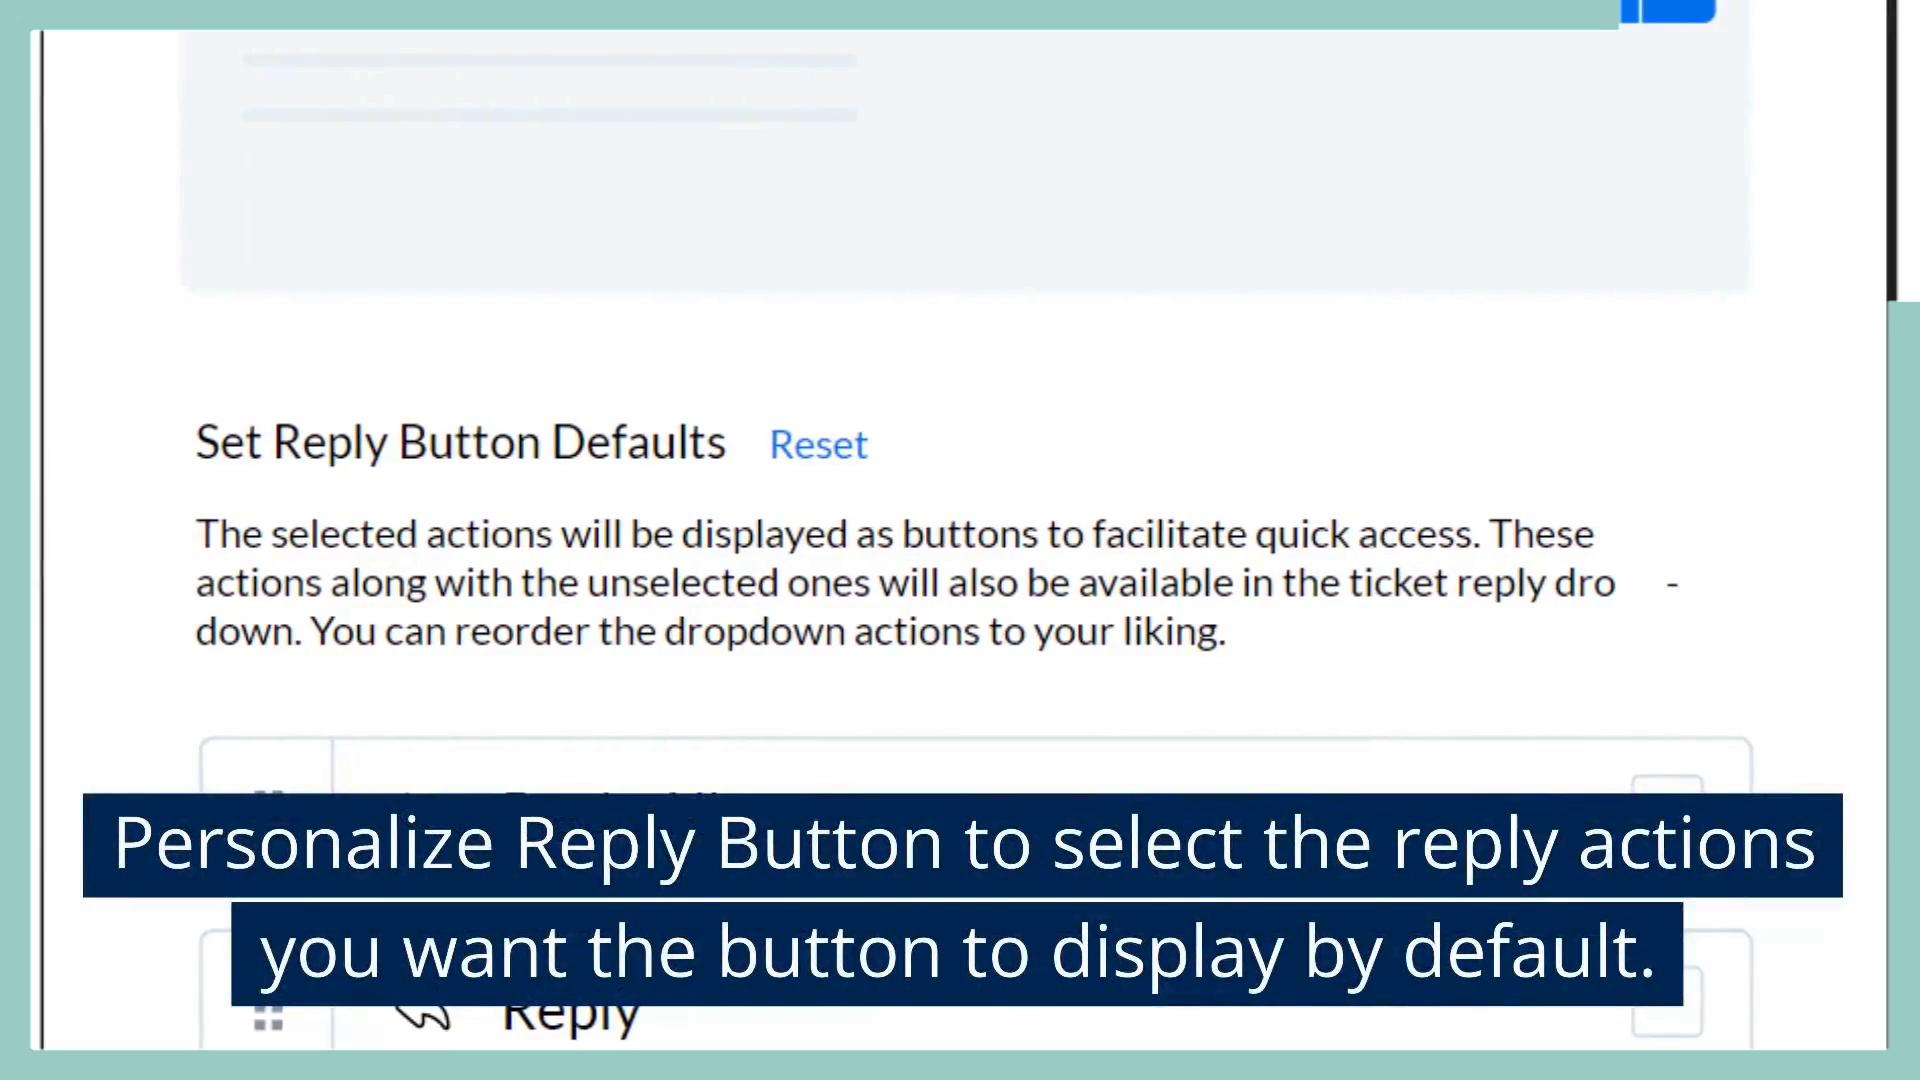 Set Reply Button Defaults Reset
The selected actions will be displayed as buttons to facilitate quick access. These
actions along with the unselected ones will also be available in the ticket reply dro -
down. You can reorder the dropdown actions to your liking.
Personalize Reply Button to select the reply actions
you want the button to display by default.
Reply